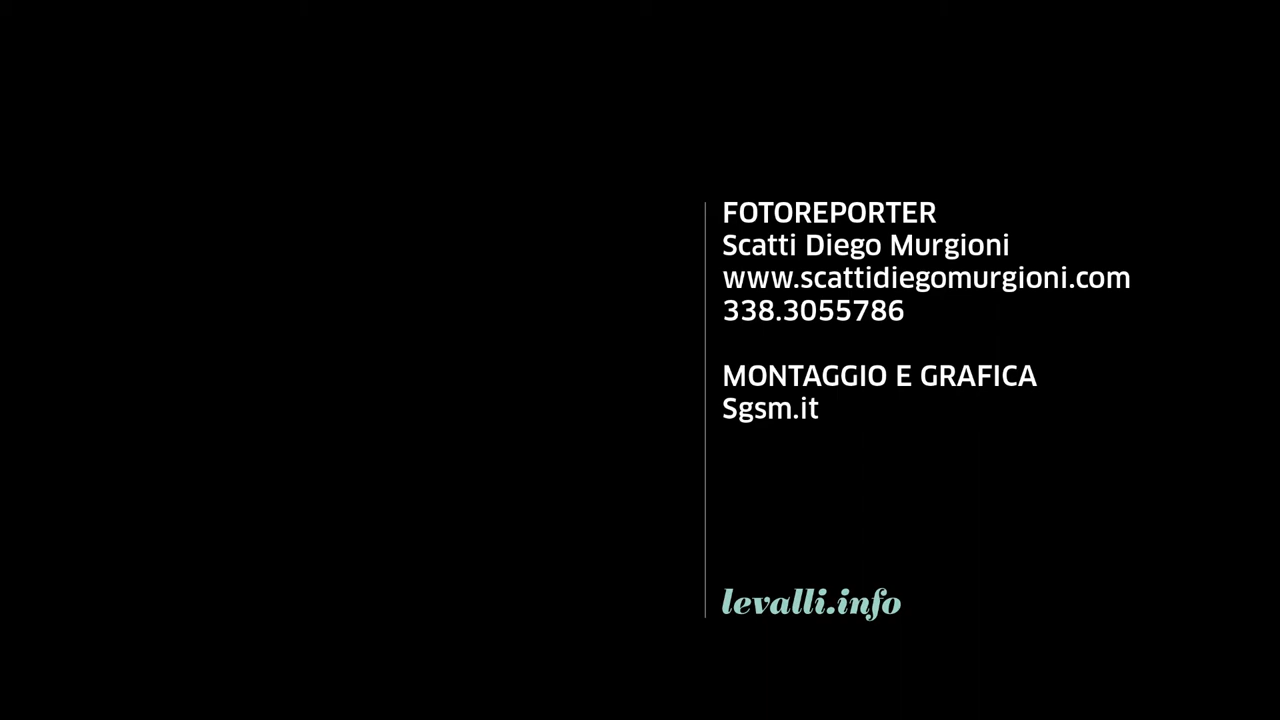 FOTOREPORTER
Scatti Diego Murgioni
www.scattidiegomurgioni.com
338.3055786
MONTAGGIO E GRAFICA
Sgsm.it
levalli.info